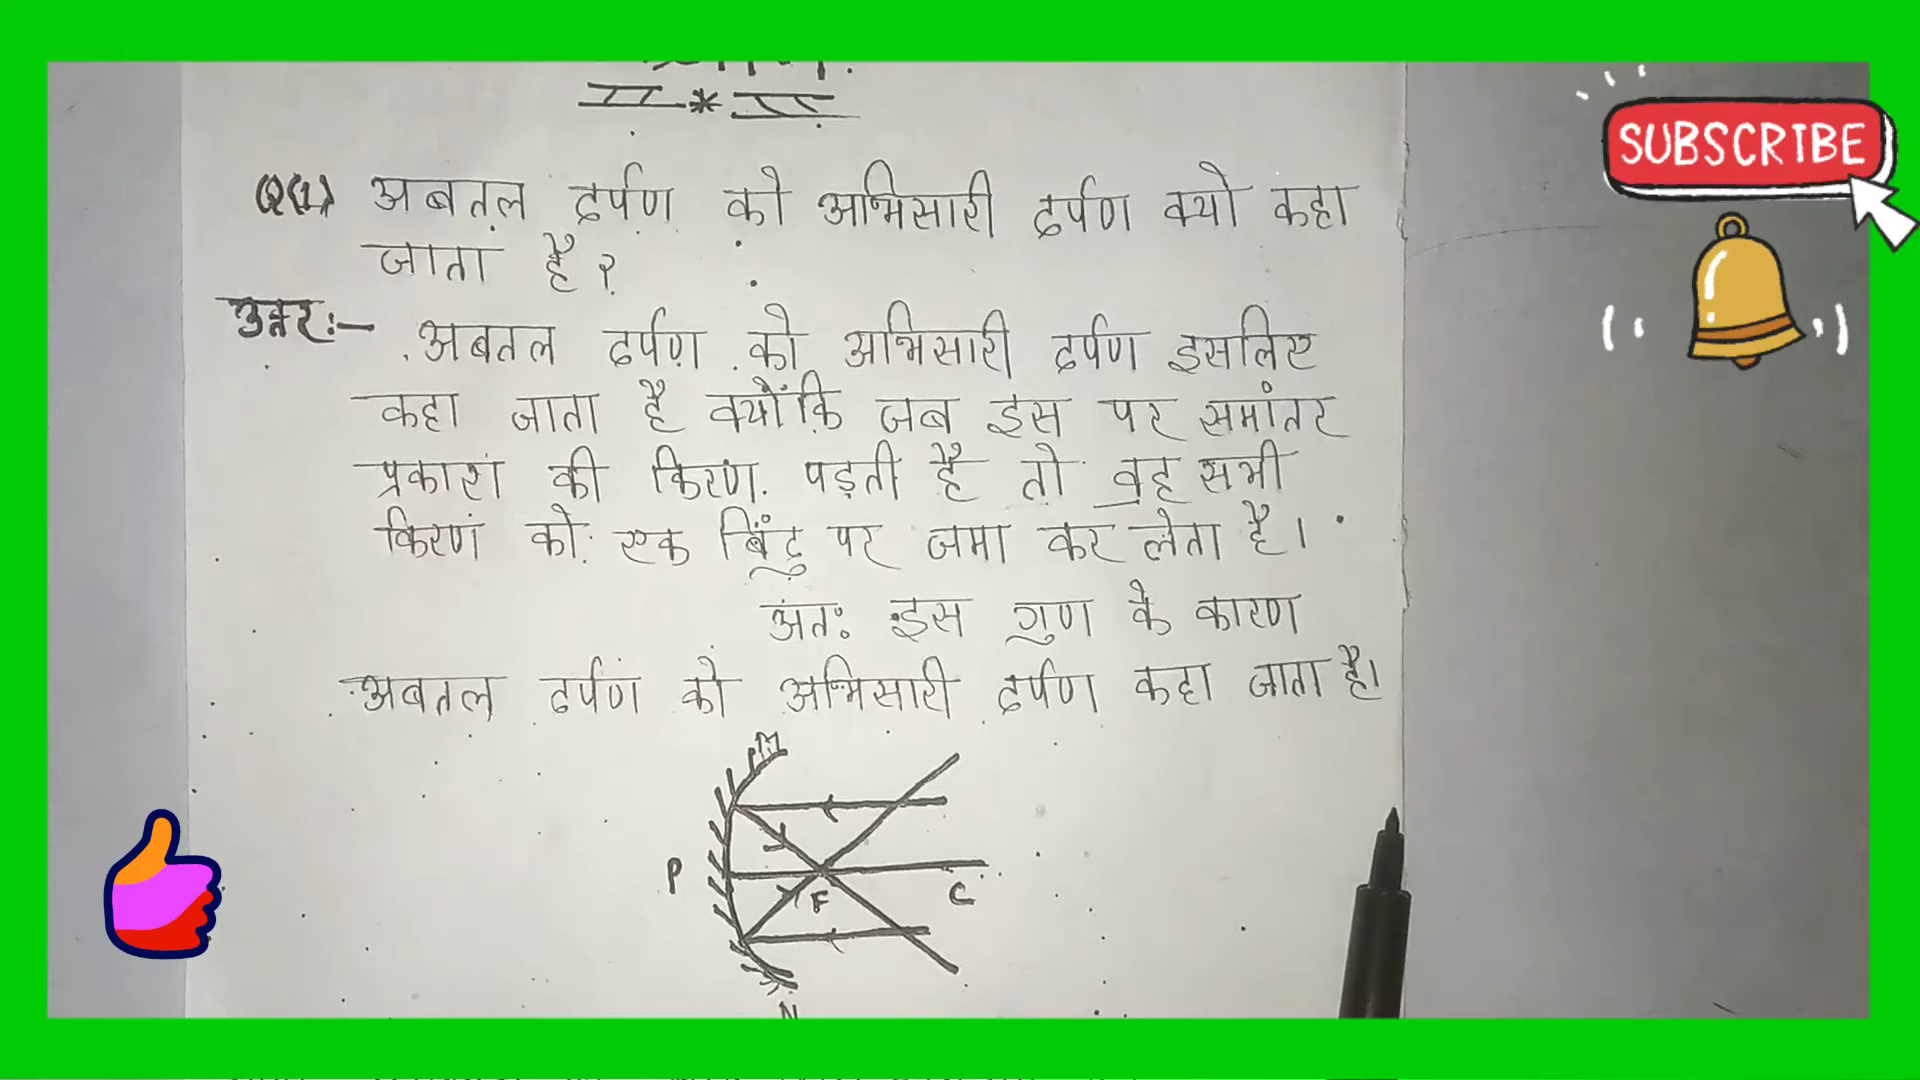 SUBSCRIBE
Q(1) अबतल दर्पण को अभिसारी दर्पण क्यो कहा
जाता है ?
उत्तर:- अबतल दर्पण को अभिसारी दर्पण इसलिए
कहा जाता है क्योंकि जब इस पर समांतर
प्रकाश की किरण पड़ती है तो वह सभी
किरण को एक बिंदु पर जमा कर लेता है।
अंतः इस गुण के कारण
अबतल दर्पण को अभिसारी दर्पण कहा जाता है।
M
P
F
C
N